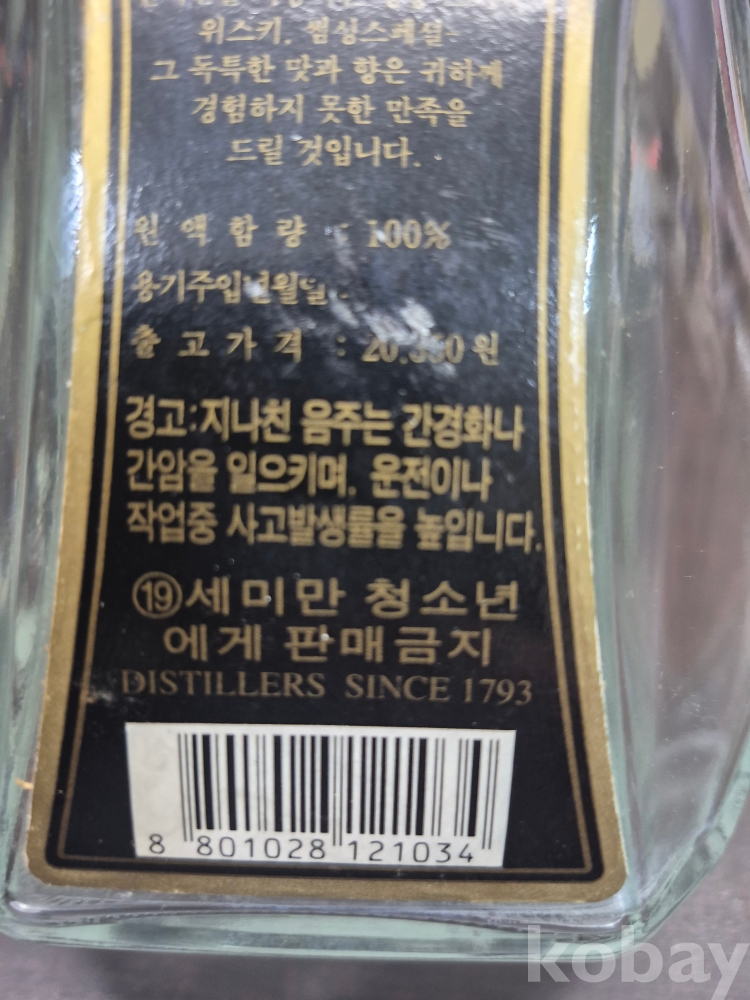 위스키, 썸싱스페셜-
그 독특한 맛과 향은 귀하께
경험하지 못한 만족을
드릴 것입니다.
원 액 함 량 : 100%
용기주입년월일 :
출 고 가 격 : 원
경고:지나친 음주는 간경화나
간암을 일으키며, 운전이나
작업중 사고발생률을 높입니다.
⑲세미만 청소년
에게 판매금지
DISTILLERS SINCE 1793
8 801028 121034
kobay